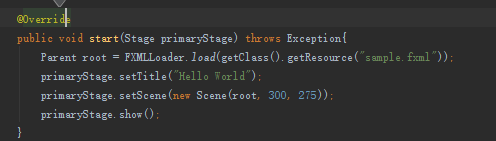 @Override
public void start(Stage primaryStage) throws Exception{
    Parent root = FXMLLoader.load(getClass().getResource("sample.fxml"));
    primaryStage.setTitle("Hello World");
    primaryStage.setScene(new Scene(root, 300, 275));
    primaryStage.show();
}